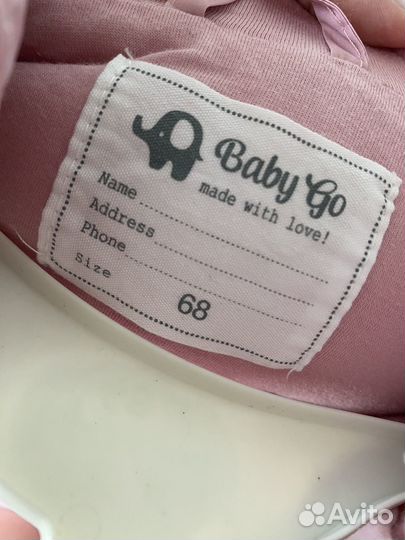 Baby Go
made with love!
Name
Address
Phone
Size
68
Avito